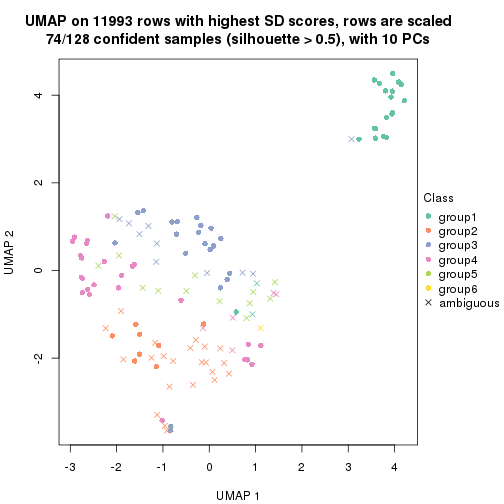 UMAP on 11993 rows with highest SD scores, rows are scaled
74/128 confident samples (silhouette > 0.5), with 10 PCs
4
2
0
-2
UMAP 2
-3
-2
-1
0
1
2
3
4
UMAP 1
Class
group1
group2
group3
group4
group5
group6
ambiguous